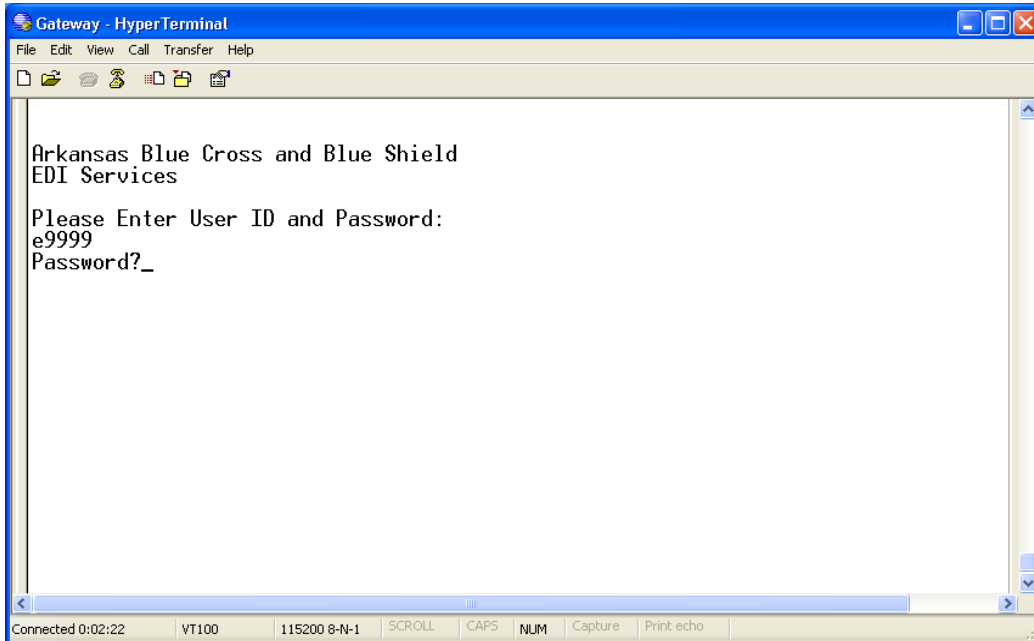 Gateway - HyperTerminal
File Edit View Call Transfer Help
Arkansas Blue Cross and Blue Shield
EDI Services
Please Enter User ID and Password:
e9999
Password?_
Connected 0:02:22 VT100 115200 8-N-1 SCROLL CAPS NUM Capture Print echo